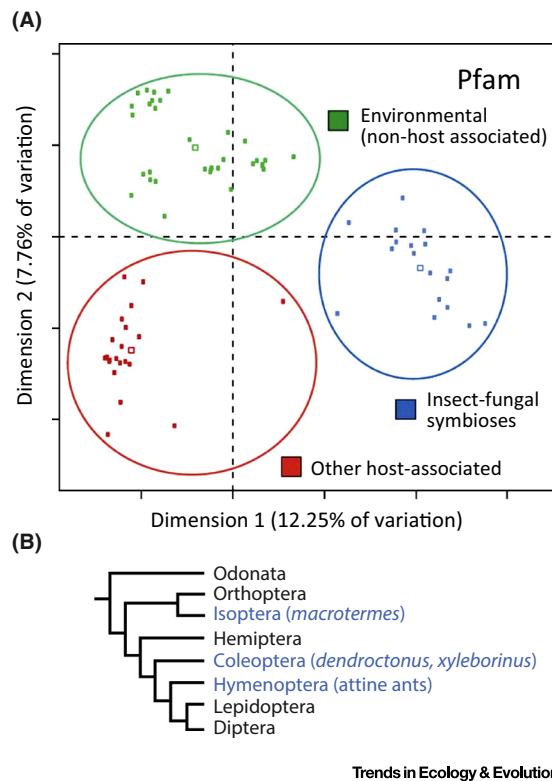 (A)
Pfam
Environmental
(non-host associated)
Insect-fungal
symbioses
Other host-associated
Dimension 2 (7.76% of variation)
Dimension 1 (12.25% of variation)
(B)
Odonata
Orthoptera
Isoptera (macrotermes)
Hemiptera
Coleoptera (dendroctonus, xyleborinus)
Hymenoptera (attine ants)
Lepidoptera
Diptera
Trends in Ecology & Evolution